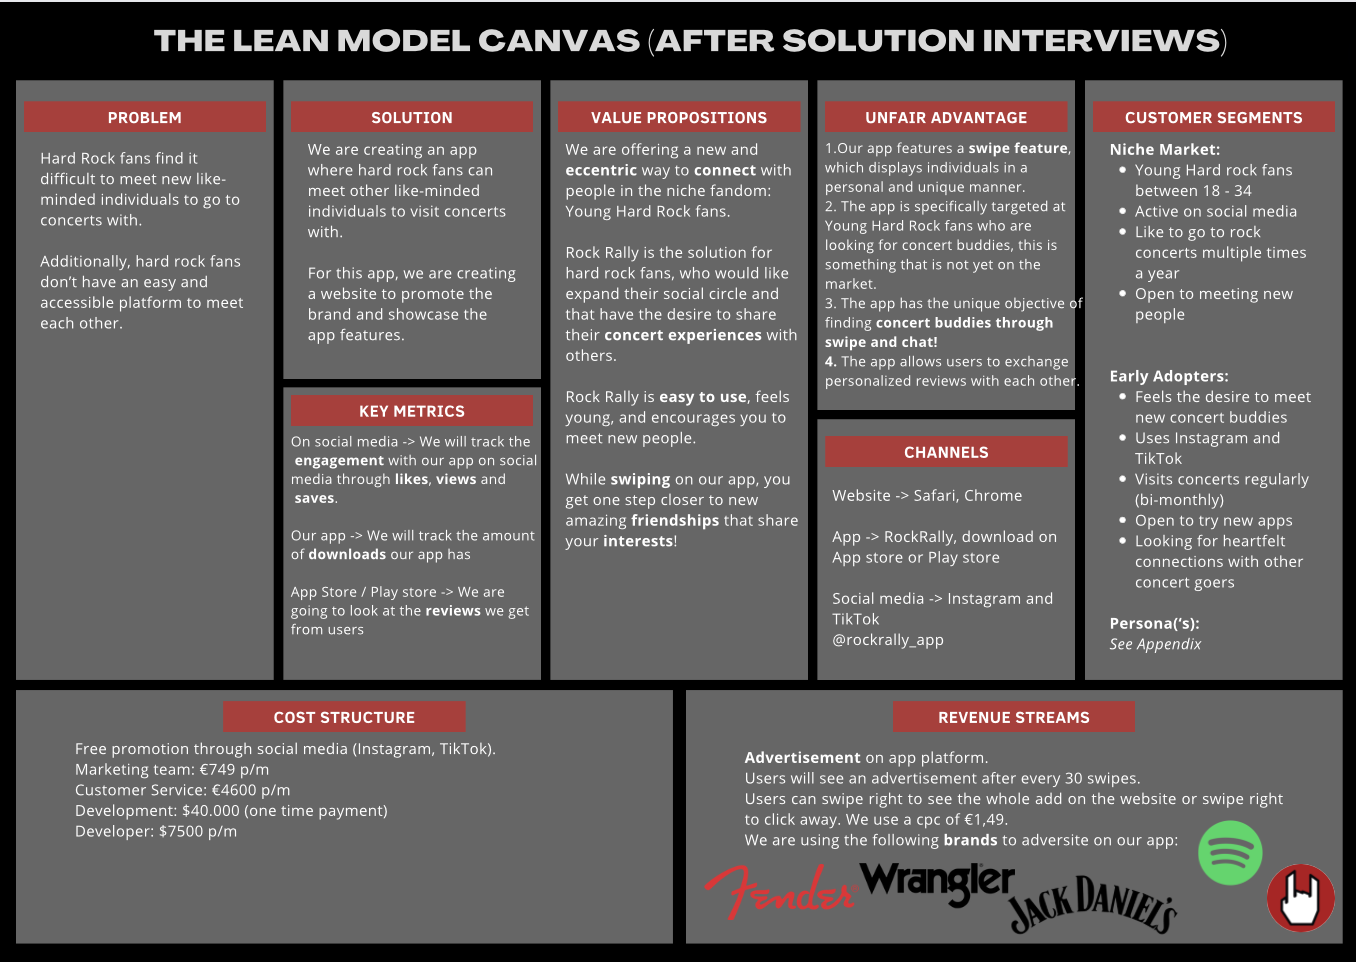 THE LEAN MODEL CANVAS (AFTER SOLUTION INTERVIEWS)
PROBLEM
Hard Rock fans find it
difficult to meet new like-
minded individuals to go to
concerts with.
Additionally, hard rock fans
don't have an easy and
accessible platform to meet
each other.
SOLUTION
We are creating an app
where hard rock fans can
meet other like-minded
individuals to visit concerts
with.
For this app, we are creating
a website to promote the
brand and showcase the
app features.
KEY METRICS
On social media -> We will track the
engagement with our app on social
media through likes, views and
saves.
Our app -> We will track the amount
of downloads our app has
App Store / Play store -> We are
going to look at the reviews we get
from users
VALUE PROPOSITIONS
We are offering a new and
eccentric way to connect with
people in the niche fandom:
Young Hard Rock fans.
Rock Rally is the solution for
hard rock fans, who would like
expand their social circle and
that have the desire to share
their concert experiences with
others.
Rock Rally is easy to use, feels
young, and encourages you to
meet new people.
While swiping on our app, you
get one step closer to new
amazing friendships that share
your interests!
UNFAIR ADVANTAGE
1.Our app features a swipe feature,
which displays individuals in a
personal and unique manner.
2. The app is specifically targeted at
Young Hard Rock fans who are
looking for concert buddies, this is
something that is not yet on the
market.
3. The app has the unique objective of
finding concert buddies through
swipe and chat!
4. The app allows users to exchange
personalized reviews with each other.
CHANNELS
Website -> Safari, Chrome
App -> RockRally, download on
App store or Play store
Social media -> Instagram and
TikTok
@rockrally_app
CUSTOMER SEGMENTS
Niche Market:
• Young Hard rock fans
between 18 - 34
• Active on social media
• Like to go to rock
concerts multiple times
a year
• Open to meeting new
people
Early Adopters:
• Feels the desire to meet
new concert buddies
• Uses Instagram and
TikTok
• Visits concerts regularly
(bi-monthly)
• Open to try new apps
• Looking for heartfelt
connections with other
concert goers
Persona('s):
See Appendix
COST STRUCTURE
Free promotion through social media (Instagram, TikTok).
Marketing team: €749 p/m
Customer Service: €4600 p/m
Development: $40.000 (one time payment)
Developer: $7500 p/m
REVENUE STREAMS
Advertisement on app platform.
Users will see an advertisement after every 30 swipes.
Users can swipe right to see the whole add on the website or swipe right
to click away. We use a cpc of €1,49.
We are using the following brands to adversite on our app:
Fender
Wrangler
JACK DANIEL'S